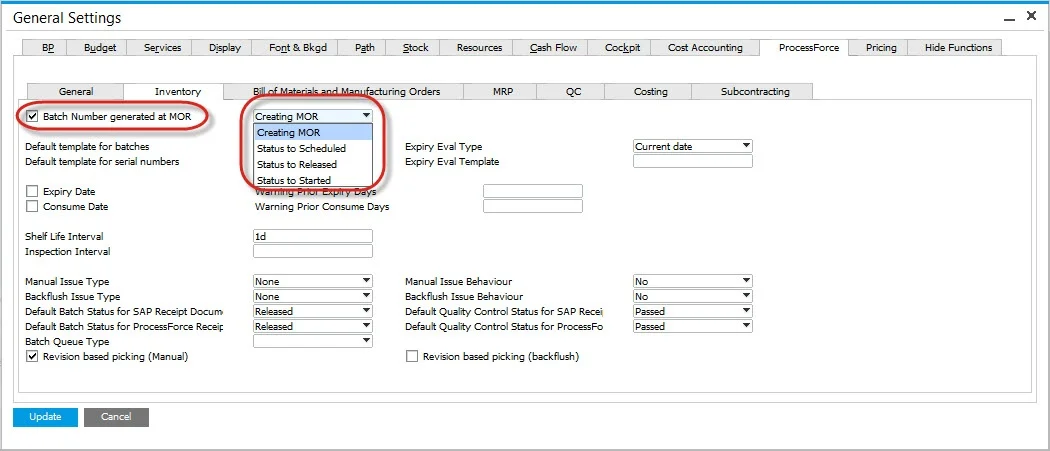 General Settings
BP Budget Services Display Font & Bkgd Path Stock Resources Cash Flow Cockpit Cost Accounting ProcessForce Pricing Hide Functions
General Inventory Bill of Materials and Manufacturing Orders MRP QC Costing Subcontracting
Batch Number generated at MOR Creating MOR
Creating MOR
Default template for batches Status to Scheduled Expiry Eval Type Current date
Default template for serial numbers Status to Released Expiry Eval Template
Status to Started
Expiry Date Warning Prior Expiry Days
Consume Date Warning Prior Consume Days
Shelf Life Interval 1d
Inspection Interval
Manual Issue Type None Manual Issue Behaviour No
Backflush Issue Type None Backflush Issue Behaviour No
Default Batch Status for SAP Receipt Docume Released Default Quality Control Status for SAP Recei Passed
Default Batch Status for ProcessForce Receip Released Default Quality Control Status for ProcessFo Passed
Batch Queue Type
Revision based picking (Manual) Revision based picking (backflush)
Update Cancel